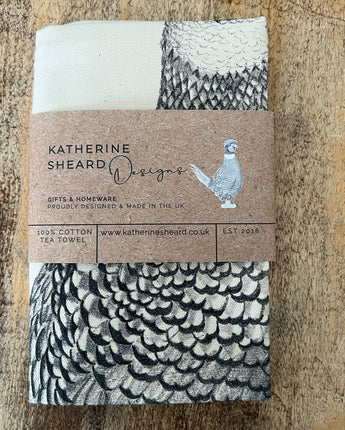 KATHERINE
SHEARD Designs
GIFTS & HOMEWARE
PROUDLY DESIGNED & MADE IN THE UK
100% COTTON
TEA TOWEL
www.katherinesheard.co.uk
EST 2018